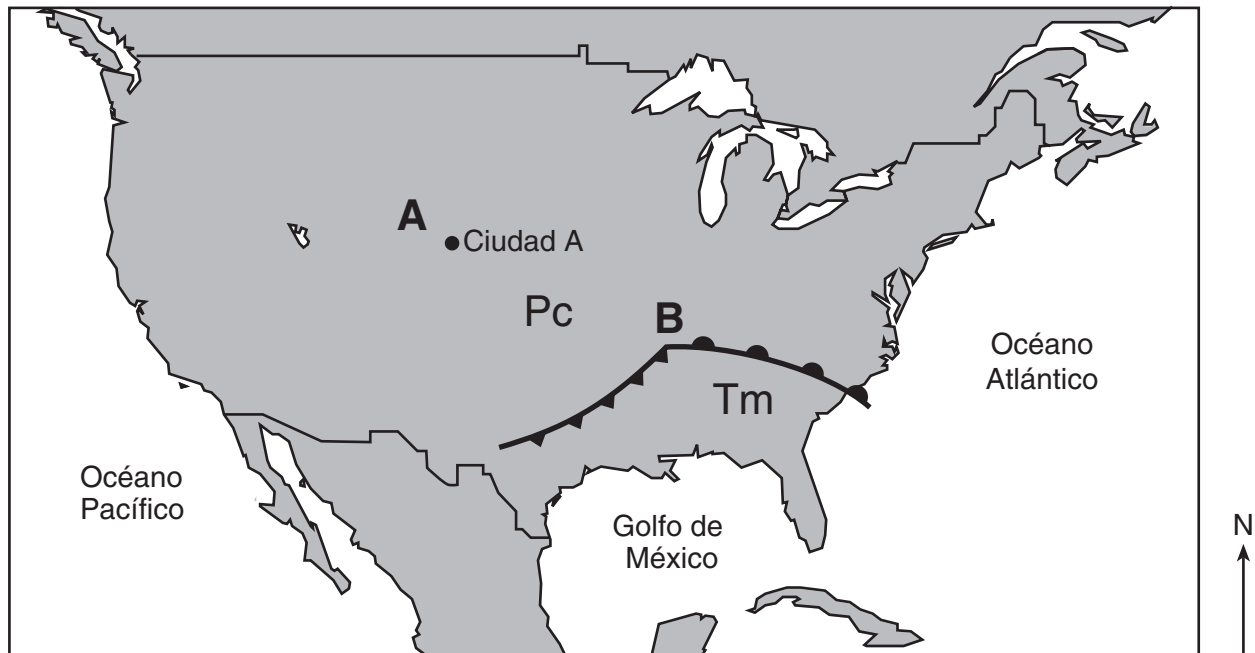 A
Ciudad A
Pc
B
Tm
Océano
Atlántico
Océano
Pacífico
Golfo de
México
N